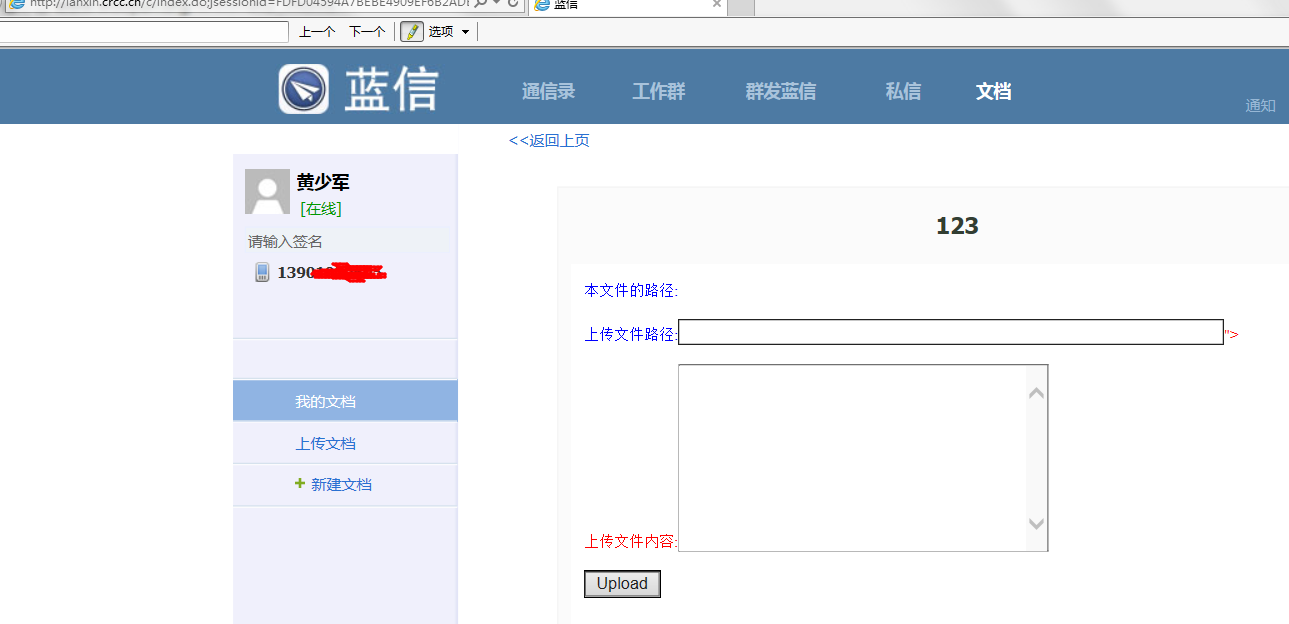 http://lanxin.crcc.cn/c/index.do;jsessionid=FDFD04594A7BEBE4909EF6B2ADE
蓝信
上一个 下一个 选项
蓝信 通信录 工作群 群发蓝信 私信 文档 通知
<<返回上页
黄少军
[在线]
请输入签名
1390
我的文档
上传文档
+ 新建文档
123
本文件的路径:
上传文件路径: ">
上传文件内容:
Upload